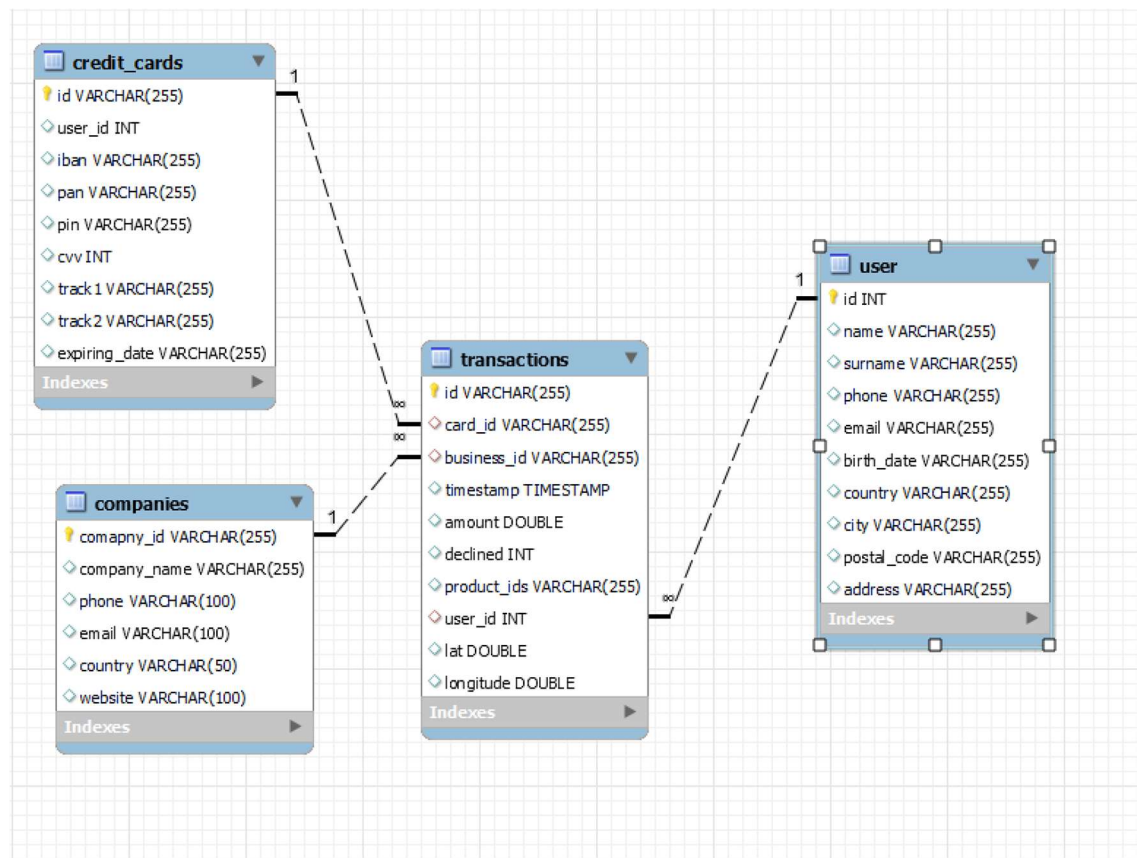 credit_cards
id VARCHAR(255)
user_id INT
iban VARCHAR(255)
pan VARCHAR(255)
pin VARCHAR(255)
cvv INT
track1 VARCHAR(255)
track2 VARCHAR(255)
expiring_date VARCHAR(255)
Indexes
1
∞
∞
1
companies
comapny_id VARCHAR(255)
company_name VARCHAR(255)
phone VARCHAR(100)
email VARCHAR(100)
country VARCHAR(50)
website VARCHAR(100)
Indexes
transactions
id VARCHAR(255)
card_id VARCHAR(255)
business_id VARCHAR(255)
timestamp TIMESTAMP
amount DOUBLE
declined INT
product_ids VARCHAR(255)
user_id INT
lat DOUBLE
longitude DOUBLE
Indexes
∞
1
user
id INT
name VARCHAR(255)
surname VARCHAR(255)
phone VARCHAR(255)
email VARCHAR(255)
birth_date VARCHAR(255)
country VARCHAR(255)
city VARCHAR(255)
postal_code VARCHAR(255)
address VARCHAR(255)
Indexes